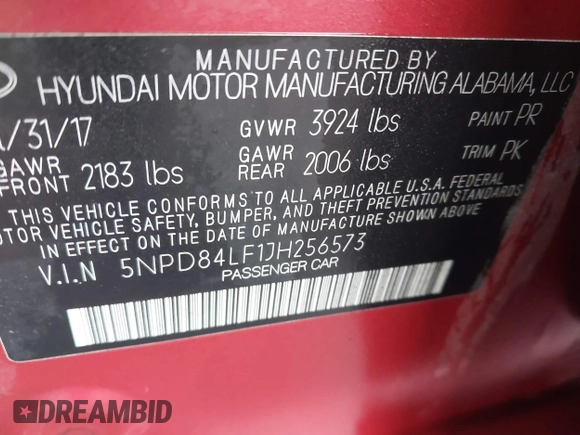 MANUFACTURED BY
HYUNDAI MOTOR MANUFACTURING ALABAMA, LLC
/31/17 GVWR 3924 lbs PAINT PR
GAWR FRONT 2183 lbs GAWR REAR 2006 lbs TRIM PK
THIS VEHICLE CONFORMS TO ALL APPLICABLE U.S.A. FEDERAL
MOTOR VEHICLE SAFETY, BUMPER, AND THEFT PREVENTION STANDARDS
IN EFFECT ON THE DATE OF MANUFACTURE SHOWN ABOVE.
V.I.N 5NPD84LF1JH256573
PASSENGER CAR
DREAMBID